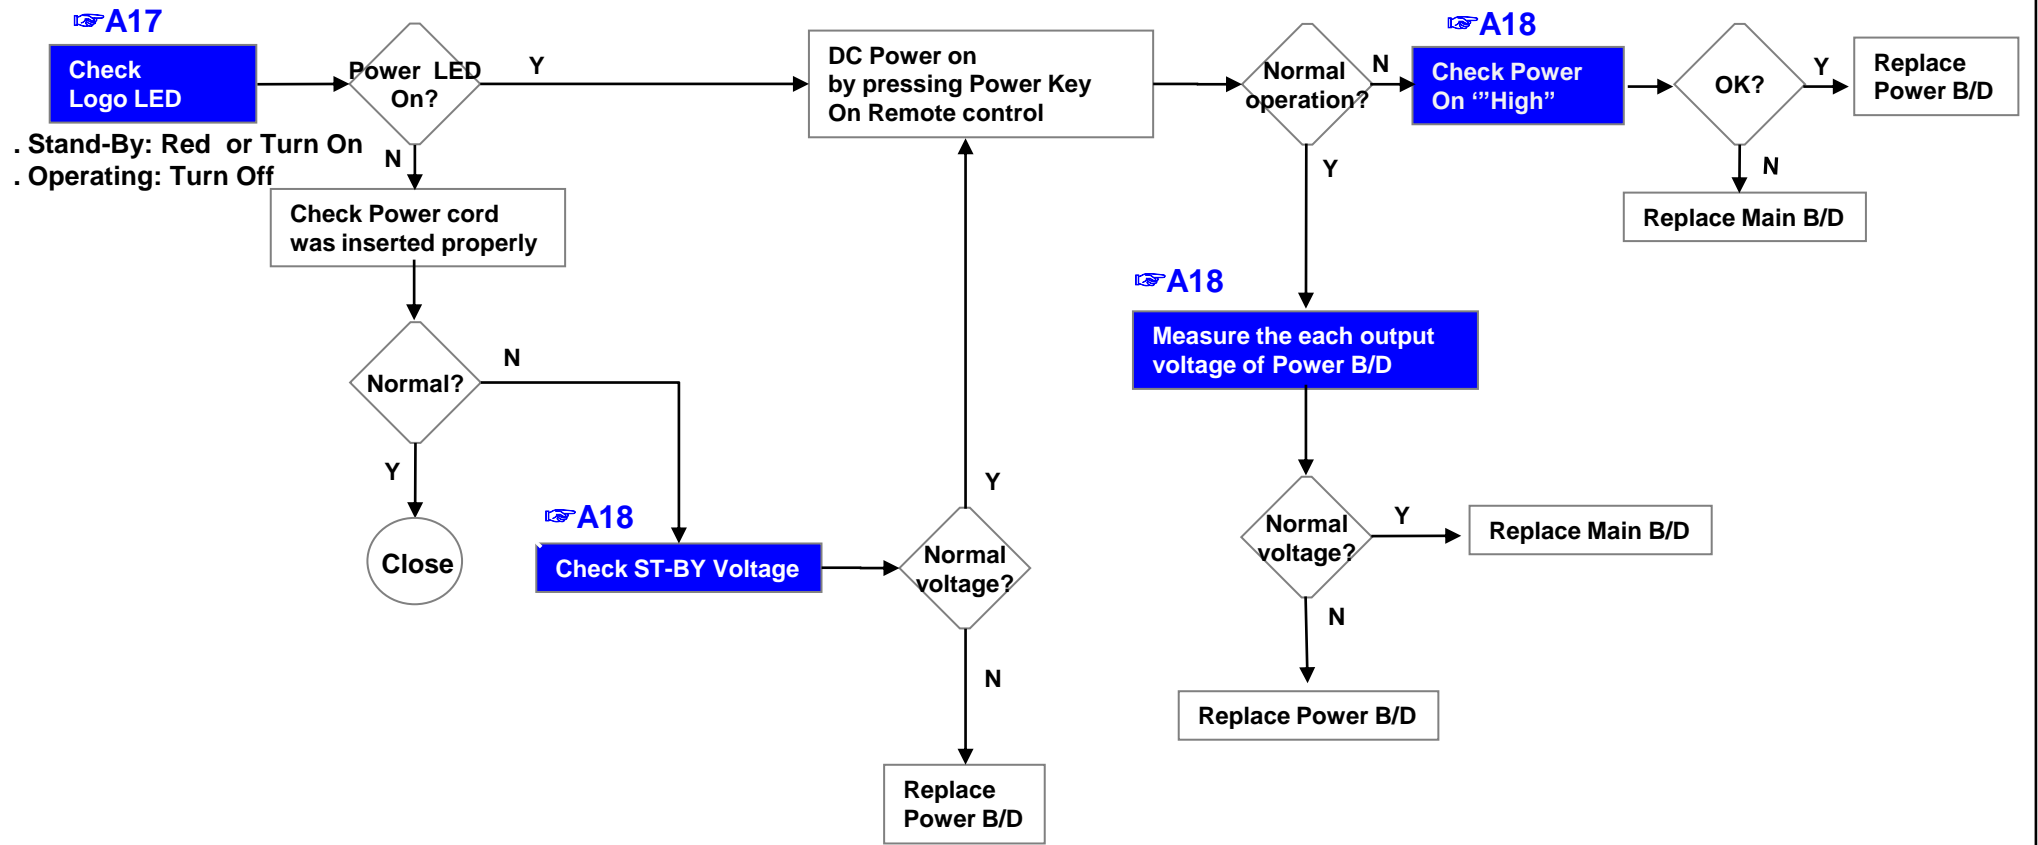 ☞A17
Check
Logo LED
. Stand-By: Red or Turn On
. Operating: Turn Off
Power LED
On?
Y
N
Check Power cord
was inserted properly
Normal?
N
Y
Close
☞A18
Check ST-BY Voltage
Normal
voltage?
Y
N
Replace
Power B/D
DC Power on
by pressing Power Key
On Remote control
Normal
operation?
N
Y
☞A18
Check Power
On ‘”High”
OK?
Y
Replace
Power B/D
N
Replace Main B/D
☞A18
Measure the each output
voltage of Power B/D
Normal
voltage?
Y
Replace Main B/D
N
Replace Power B/D